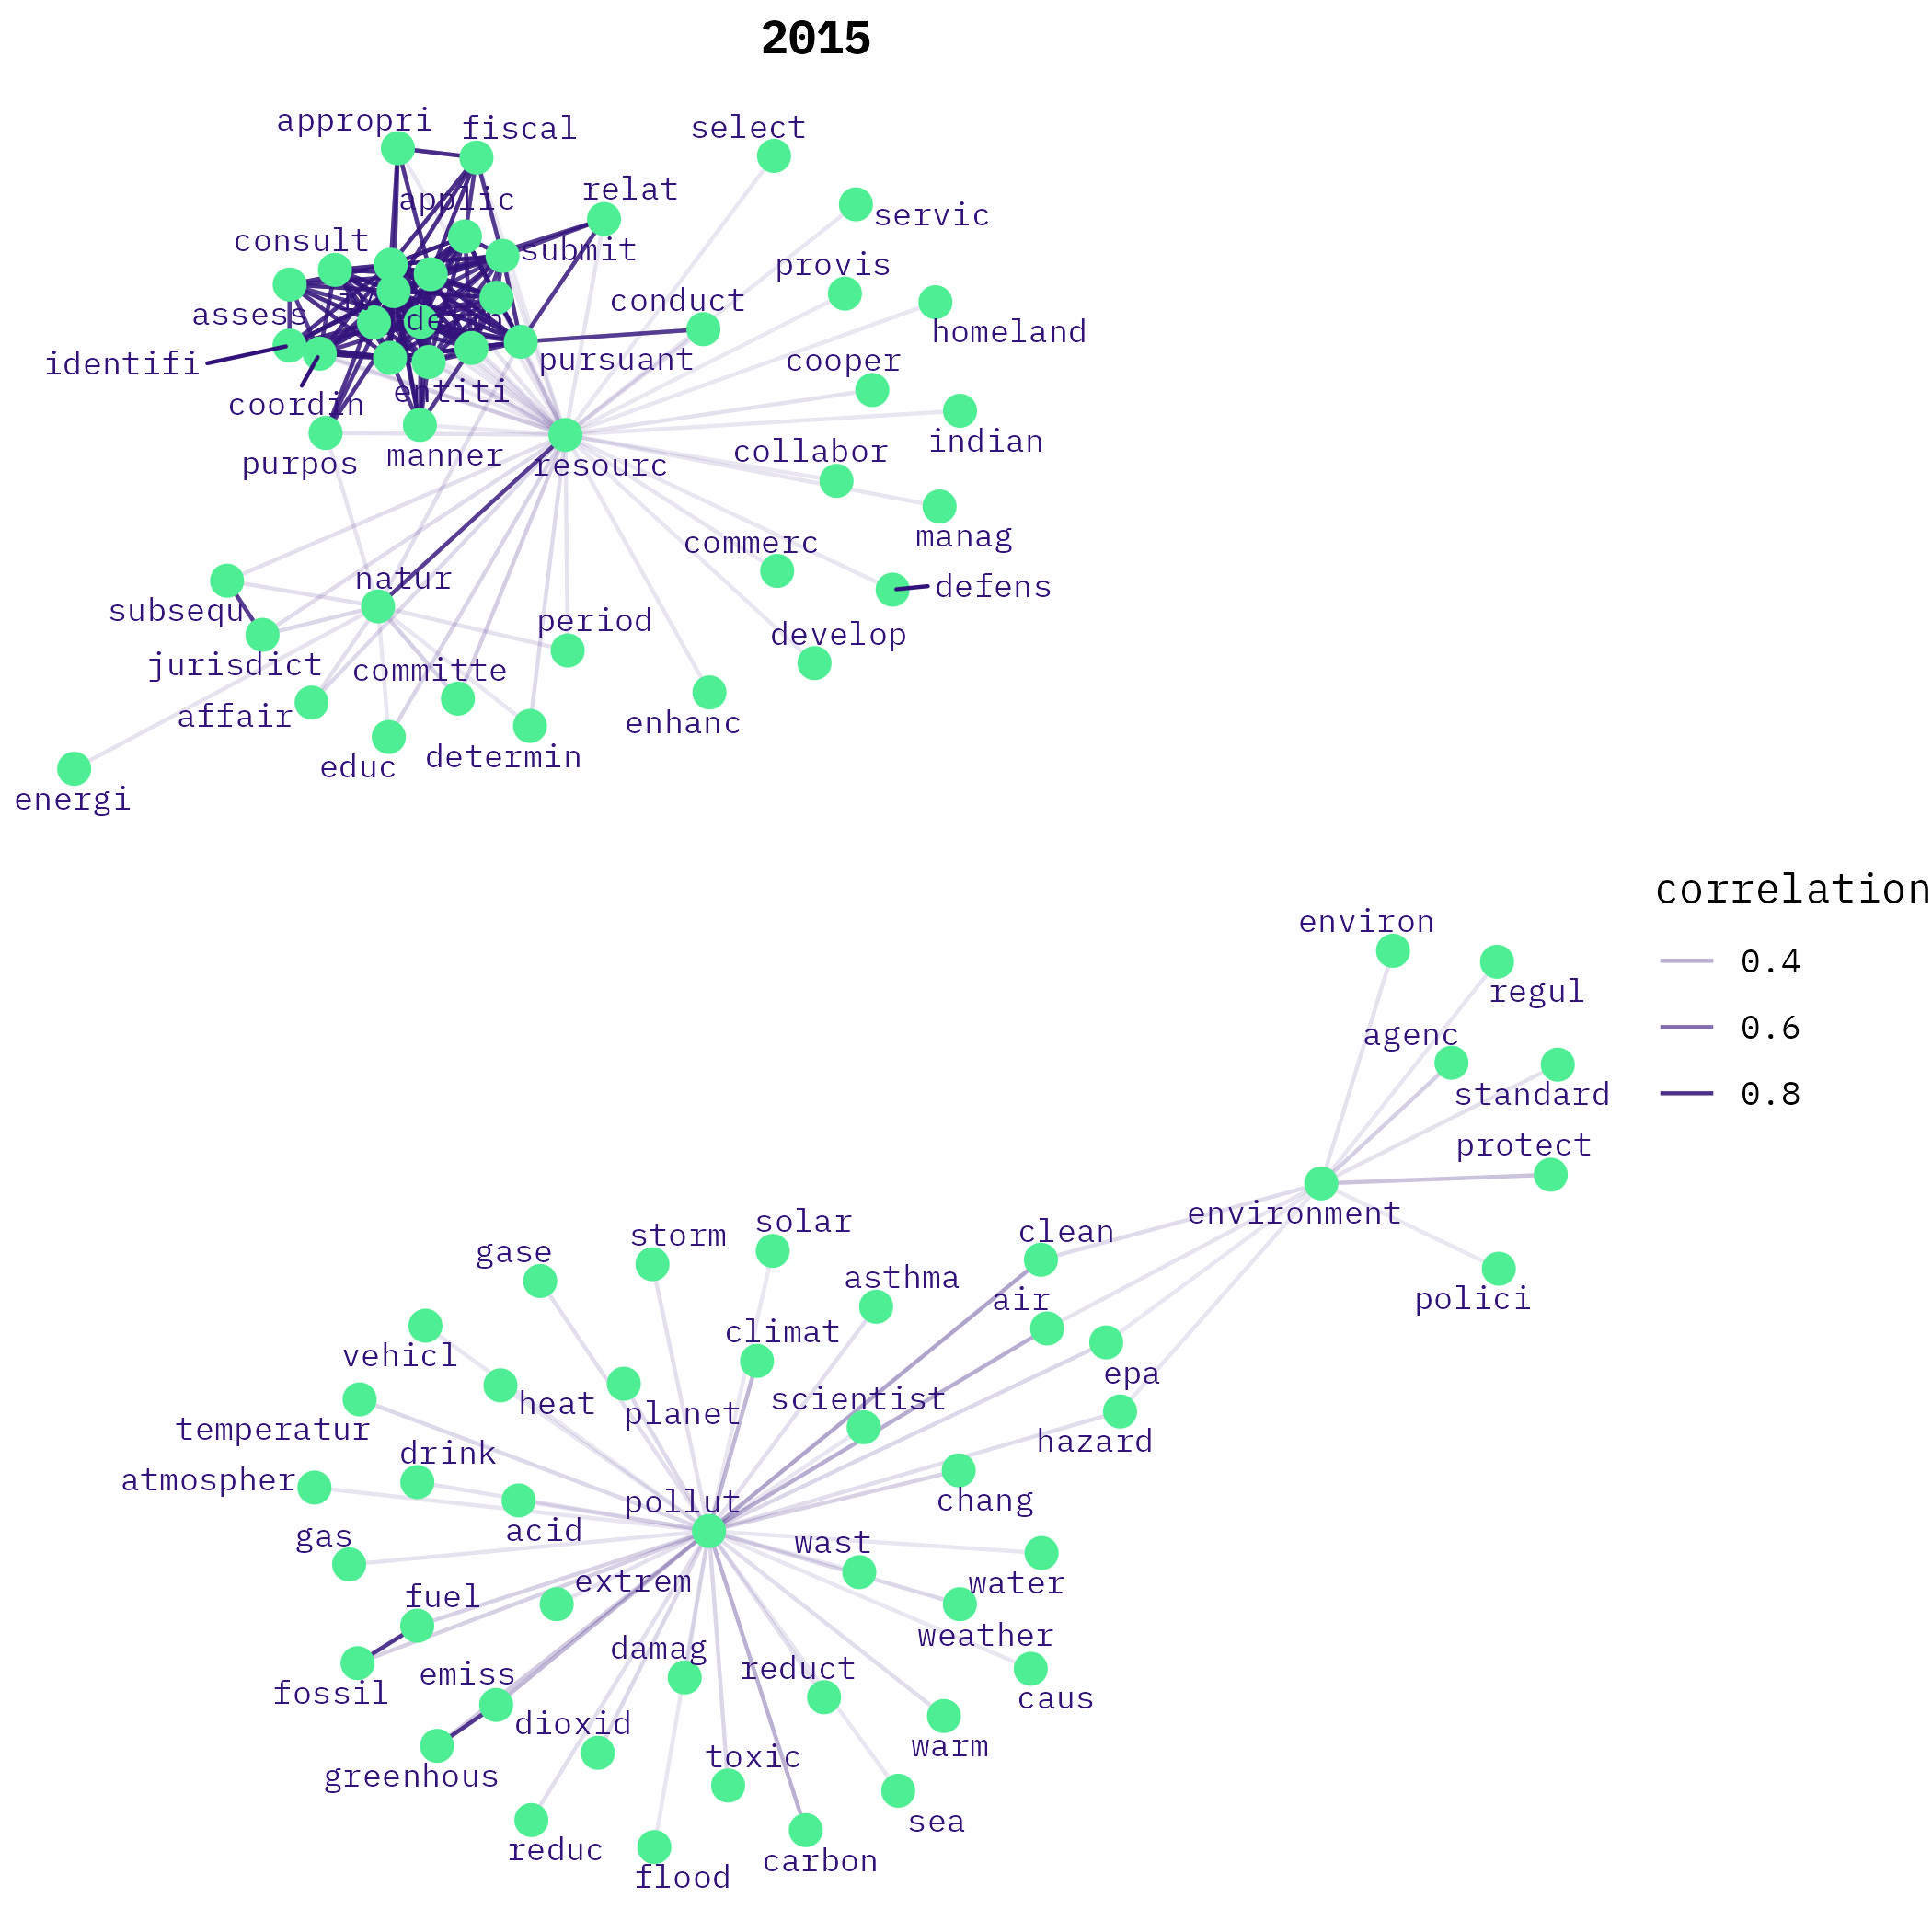 2015
appropri
fiscal
select
relat
applic
servic
consult
submit
provis
conduct
assess
homeland
identifi
pursuant
cooper
entiti
coordin
indian
collabor
purpos
manner
resourc
manag
commerc
natur
defens
subsequ
period
develop
jurisdict
committe
affair
enhanc
determin
educ
energi
correlation
environ
0.4
regul
0.6
agenc
standard
0.8
protect
environment
solar
clean
storm
gase
asthma
air
polici
climat
vehicl
epa
scientist
heat
planet
temperatur
hazard
drink
atmospher
chang
pollut
acid
gas
wast
extrem
water
fuel
weather
damag
reduct
emiss
fossil
caus
dioxid
warm
toxic
greenhous
sea
reduc
carbon
flood